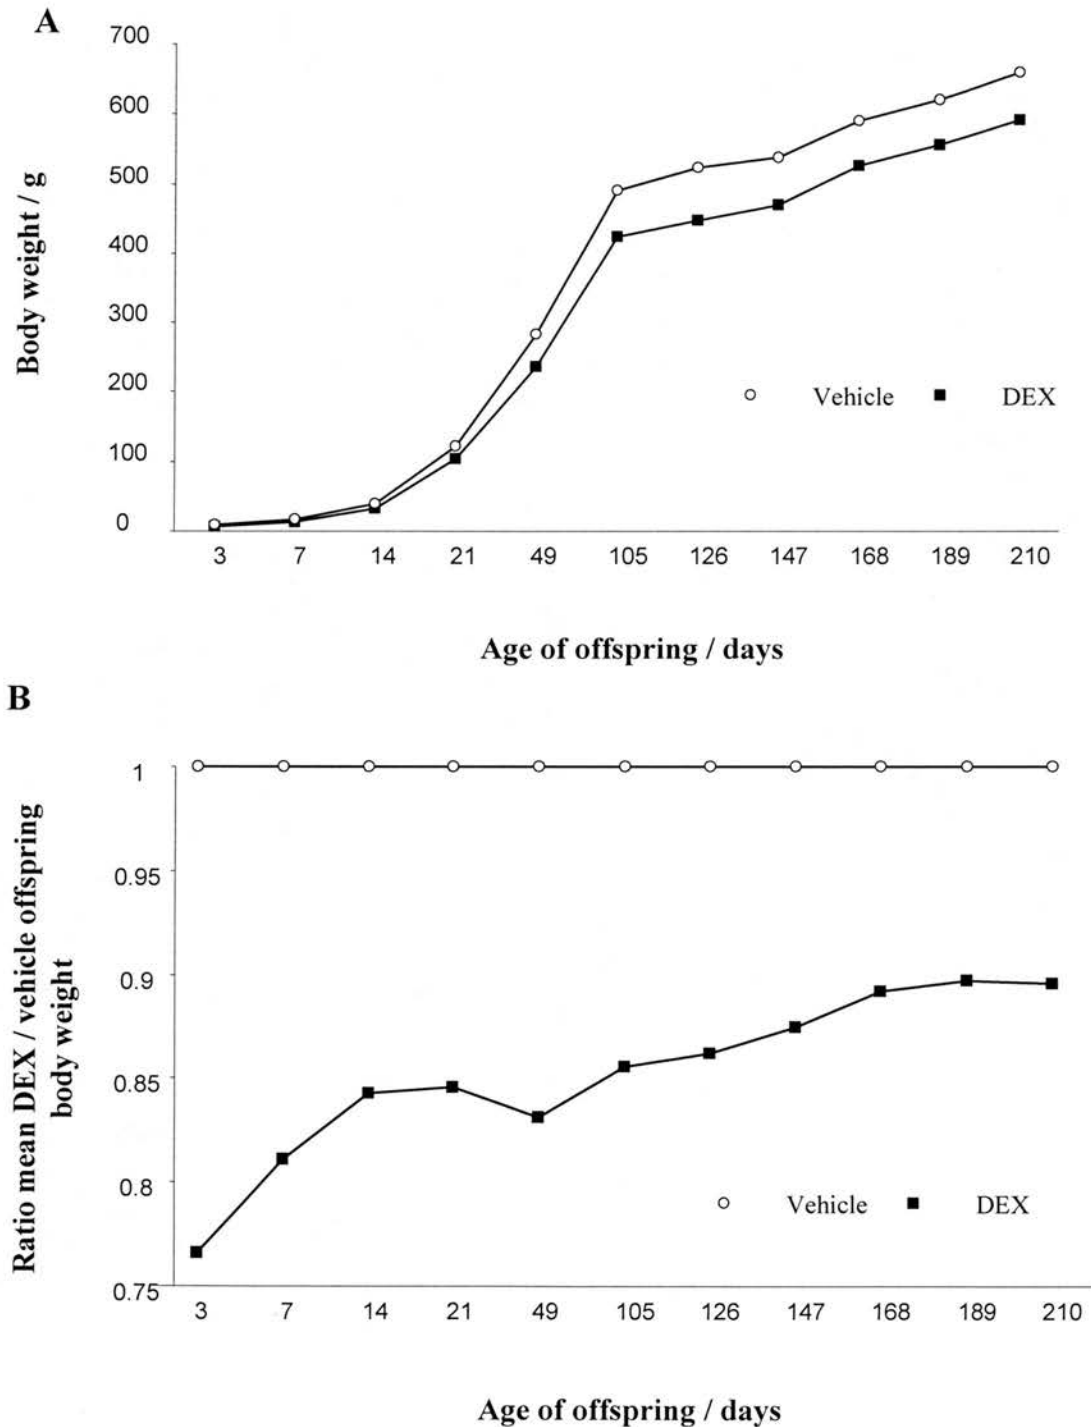 A
700
600
500
400
300
200
100
0
Body weight / g
Vehicle DEX
3 7 14 21 49 105 126 147 168 189 210
Age of offspring / days
B
1
0.95
0.9
0.85
0.8
0.75
Ratio mean DEX / vehicle offspring
body weight
Vehicle DEX
3 7 14 21 49 105 126 147 168 189 210
Age of offspring / days